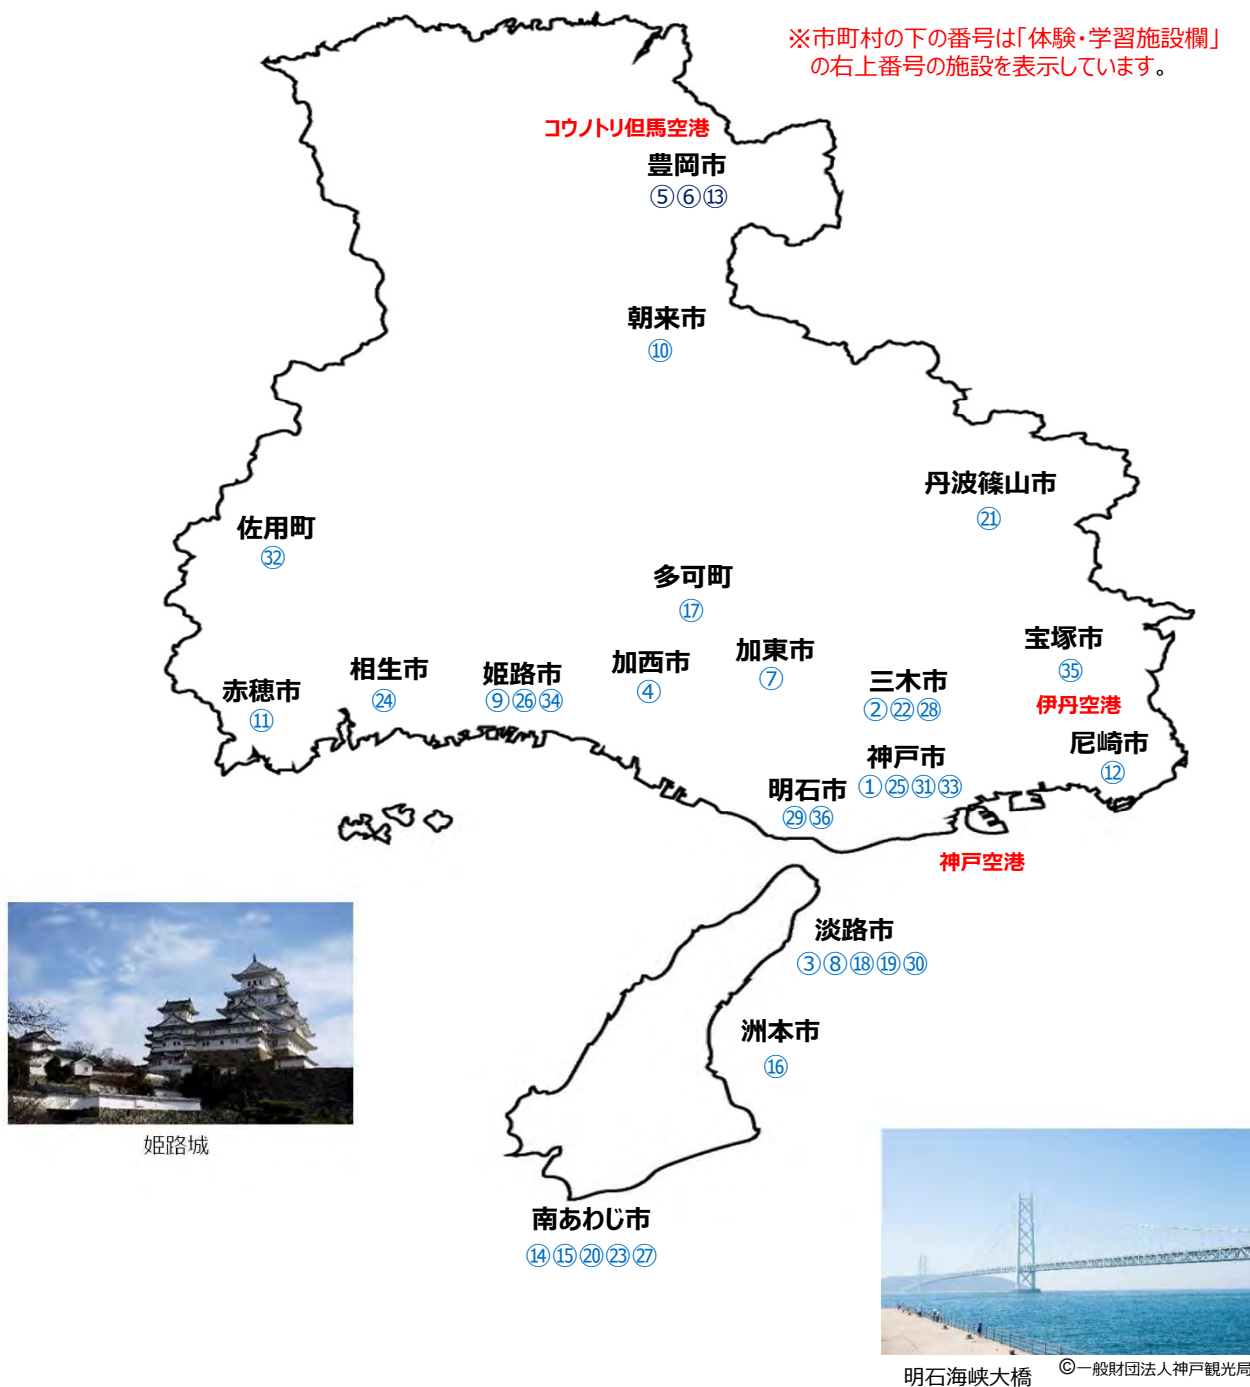 ※市町村の下の番号は｢体験･学習施設欄｣
の右上番号の施設を表示しています。
コウノトリ但馬空港
豊岡市
⑤⑥⑬
朝来市
⑩
丹波篠山市
㉑
佐用町
㉜
多可町
⑰
宝塚市
㉟
加東市
⑦
加西市
④
相生市
㉔
姫路市
⑨㉖㉞
三木市
②㉒㉘
赤穂市
⑪
伊丹空港
尼崎市
⑫
神戸市
①㉕㉛㉝
明石市
㉙㊱
神戸空港
淡路市
③⑧⑱⑲㉚
洲本市
⑯
姫路城
南あわじ市
⑭⑮⑳㉓㉗
明石海峡大橋
©一般財団法人神戸観光局